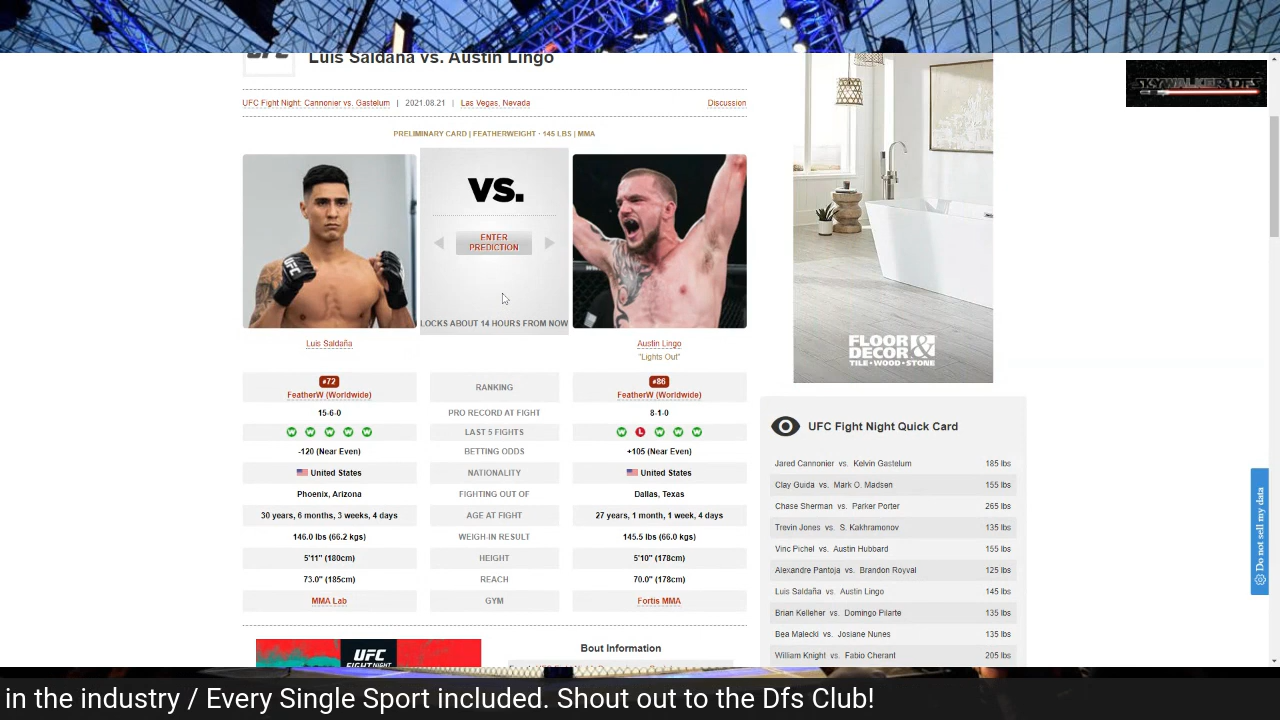 UFC
Luis Saldaña vs. Austin Lingo
SKYWALKER DFS
UFC Fight Night: Cannonier vs. Gastelum | 2021.08.21 | Las Vegas, Nevada
Discussion
PRELIMINARY CARD | FEATHERWEIGHT · 145 LBS | MMA
VS.
ENTER
PREDICTION
LOCKS ABOUT 14 HOURS FROM NOW
UFC
Luis Saldaña
Austin Lingo
"Lights Out"
#72
FeatherW (Worldwide)
RANKING
#86
FeatherW (Worldwide)
15-6-0 PRO RECORD AT FIGHT 8-1-0
W W W W W LAST 5 FIGHTS W L W W W
-120 (Near Even) BETTING ODDS +105 (Near Even)
United States NATIONALITY United States
Phoenix, Arizona FIGHTING OUT OF Dallas, Texas
30 years, 6 months, 3 weeks, 4 days AGE AT FIGHT 27 years, 1 month, 1 week, 4 days
146.0 lbs (66.2 kgs) WEIGH-IN RESULT 145.5 lbs (66.0 kgs)
5'11" (180cm) HEIGHT 5'10" (178cm)
73.0" (185cm) REACH 70.0" (178cm)
MMA Lab GYM Fortis MMA
UFC
FIGHT NIGHT
Bout Information
FLOOR &
DECOR
TILE • WOOD • STONE
UFC Fight Night Quick Card
Jared Cannonier vs. Kelvin Gastelum 185 lbs
Clay Guida vs. Mark O. Madsen 155 lbs
Chase Sherman vs. Parker Porter 265 lbs
Trevin Jones vs. S. Kakhramonov 135 lbs
Vinc Pichel vs. Austin Hubbard 155 lbs
Alexandre Pantoja vs. Brandon Royval 125 lbs
Luis Saldaña vs. Austin Lingo 145 lbs
Brian Kelleher vs. Domingo Pilarte 135 lbs
Bea Malecki vs. Josiane Nunes 135 lbs
William Knight vs. Fabio Cherant 205 lbs
Do not sell my data
in the industry / Every Single Sport included. Shout out to the Dfs Club!